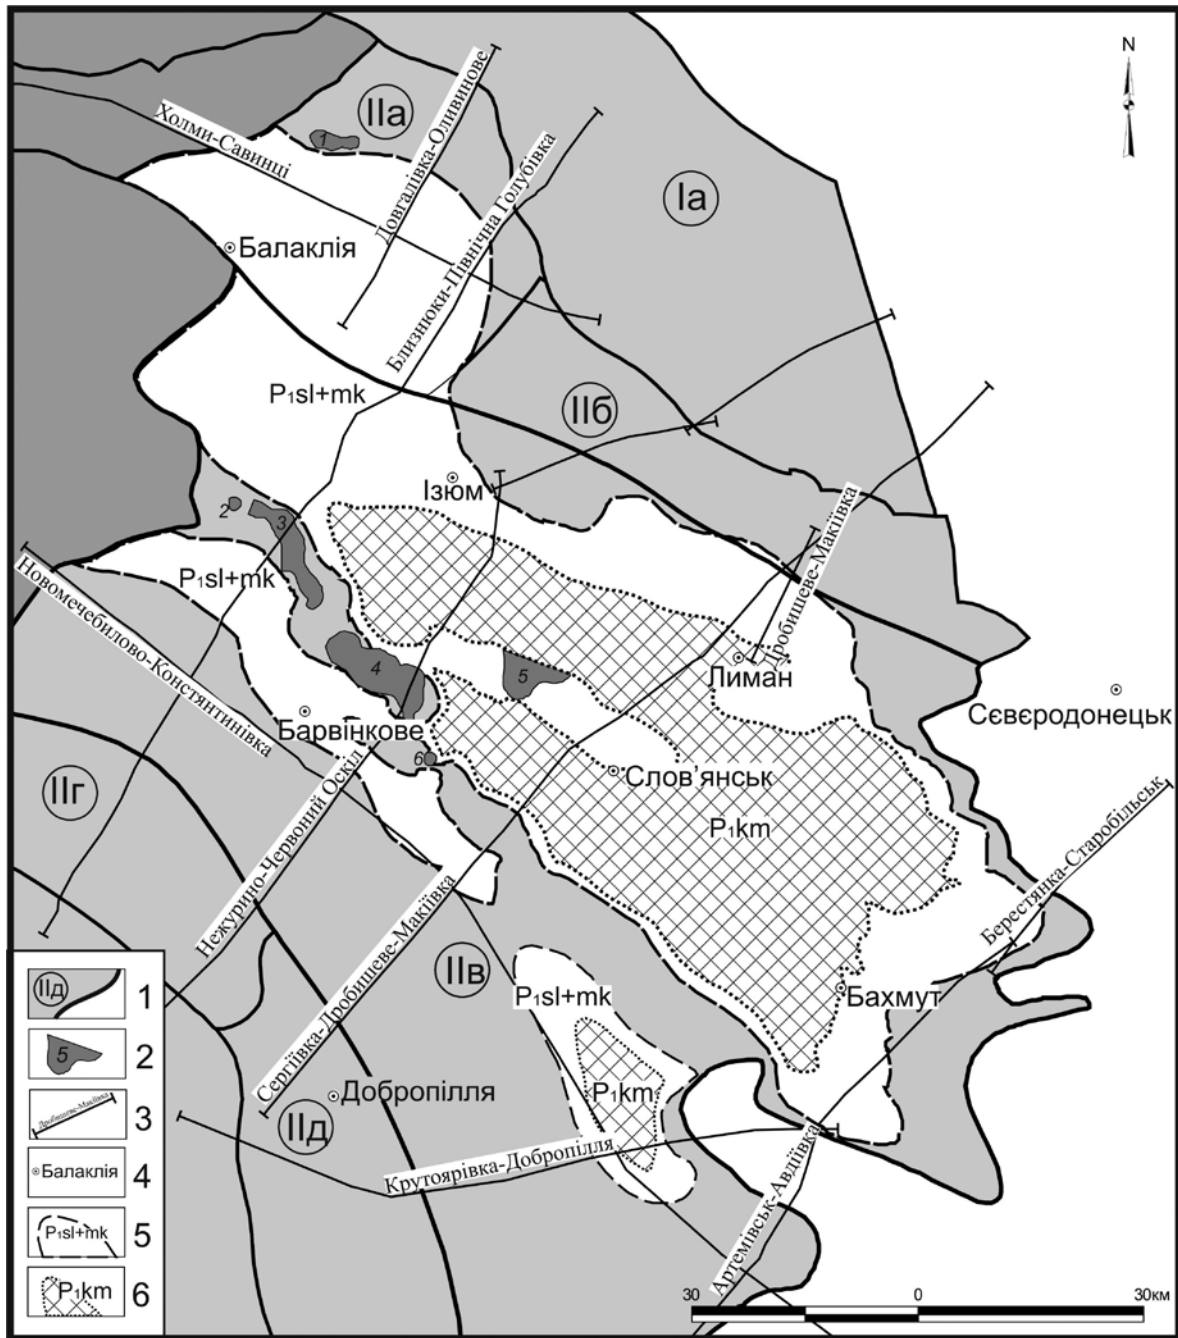 N
IIа
1
Холми-Савинці
Довгалівка-Оливинове
Близнюки-Північна Голубівка
Iа
Балаклія
P₁sl+mk
IIб
Ізюм
2
3
P₁sl+mk
Новомечебилово-Констянтинівка
Дробишеве-Макіївка
4
5
Лиман
Сєвєродонецьк
Барвінкове
6
Слов'янськ
IIг
P₁km
Нежурино-Червоний Оскіл
Сергіївка-Дробишеве-Макіївка
Берестянка-Старобільськ
IIв
P₁sl+mk
Бахмут
P₁km
Добропілля
IIд
Крутоярівка-Добропілля
Артемівськ-Авдіївка
IIд
1
5
2
Дробишеве-Макіївка
3
Балаклія
4
P₁sl+mk
5
P₁km
6
30
0
30км